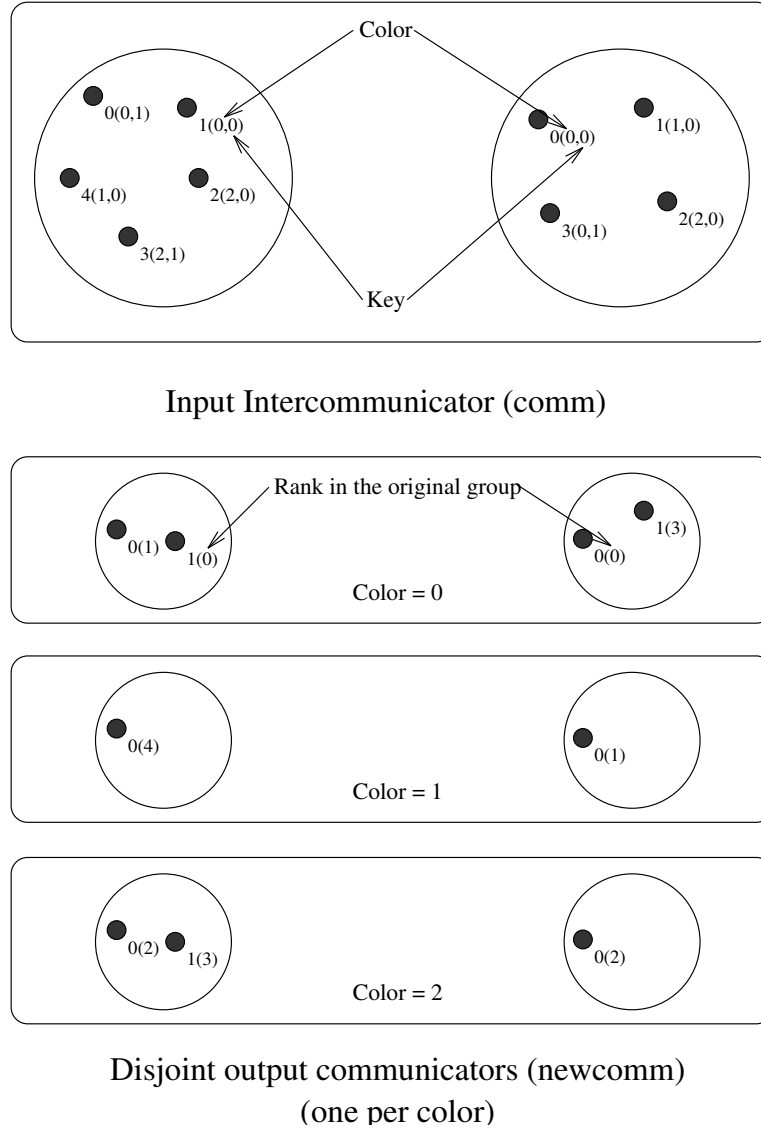 Color
0(0,1)
1(0,0)
0(0,0)
1(1,0)
4(1,0)
2(2,0)
3(2,1)
3(0,1)
2(2,0)
Key
Input Intercommunicator (comm)
Rank in the original group
0(1)
1(0)
0(0)
1(3)
Color = 0
0(4)
0(1)
Color = 1
0(2)
1(3)
0(2)
Color = 2
Disjoint output communicators (newcomm)
(one per color)